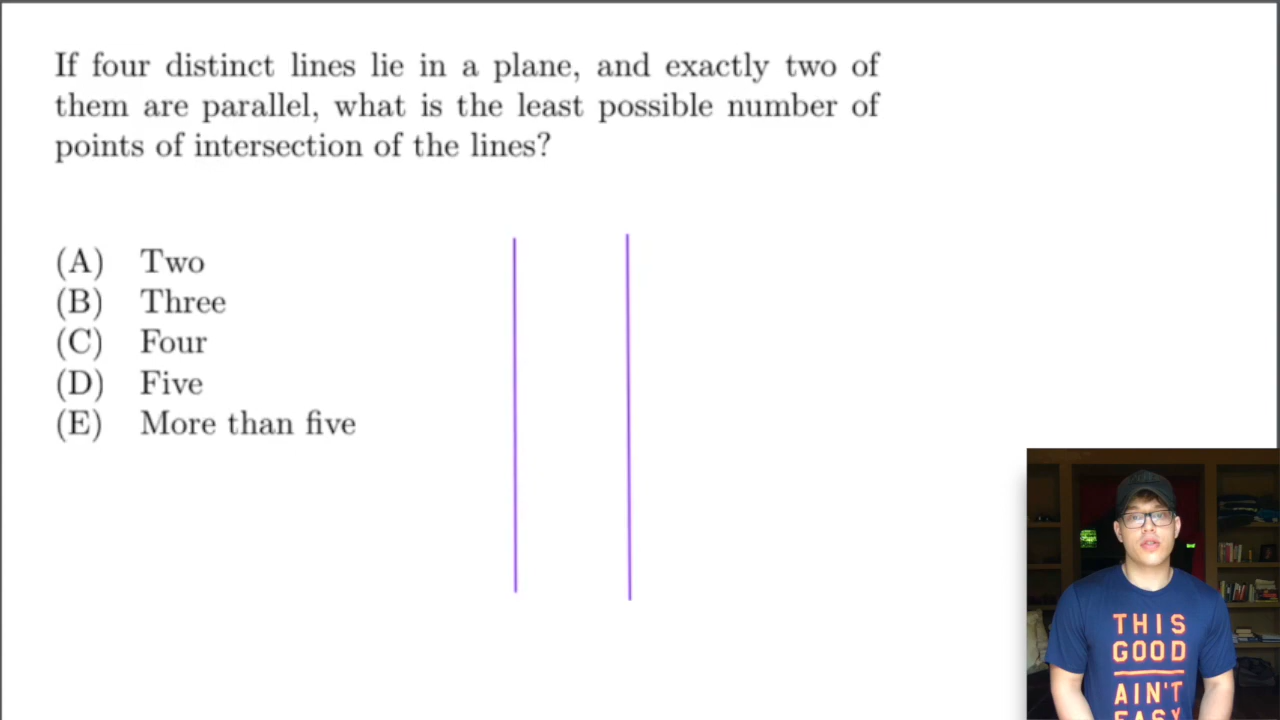 If four distinct lines lie in a plane, and exactly two of
them are parallel, what is the least possible number of
points of intersection of the lines?
(A) Two
(B) Three
(C) Four
(D) Five
(E) More than five
THIS
GOOD
AIN'T
EASY